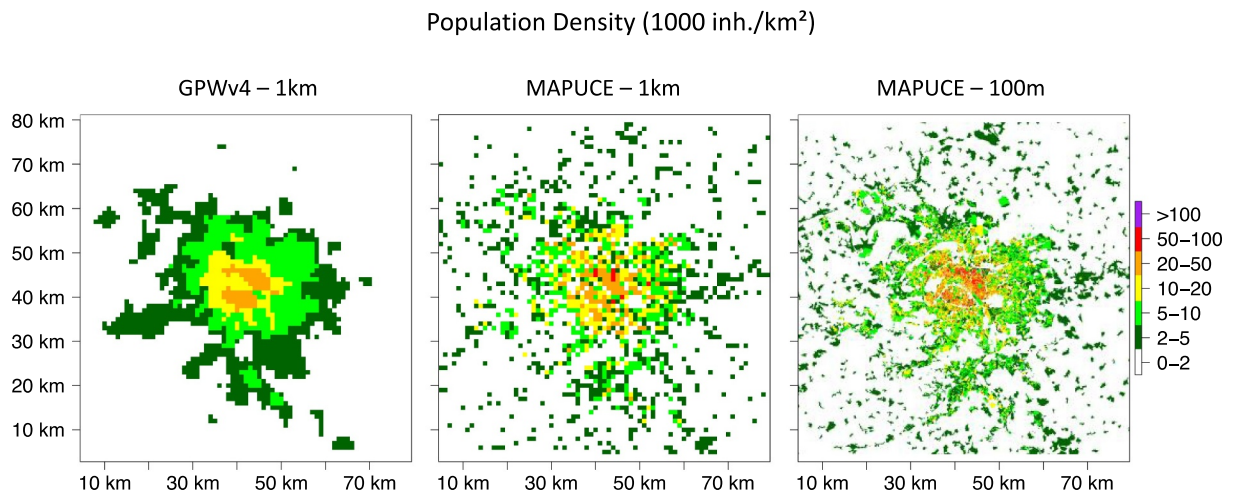 Population Density (1000 inh./km²)
GPWv4 – 1km
MAPUCE – 1km
MAPUCE – 100m
80 km
70 km
60 km
50 km
40 km
30 km
20 km
10 km
10 km 30 km 50 km 70 km
10 km 30 km 50 km 70 km
10 km 30 km 50 km 70 km
>100
50–100
20–50
10–20
5–10
2–5
0–2